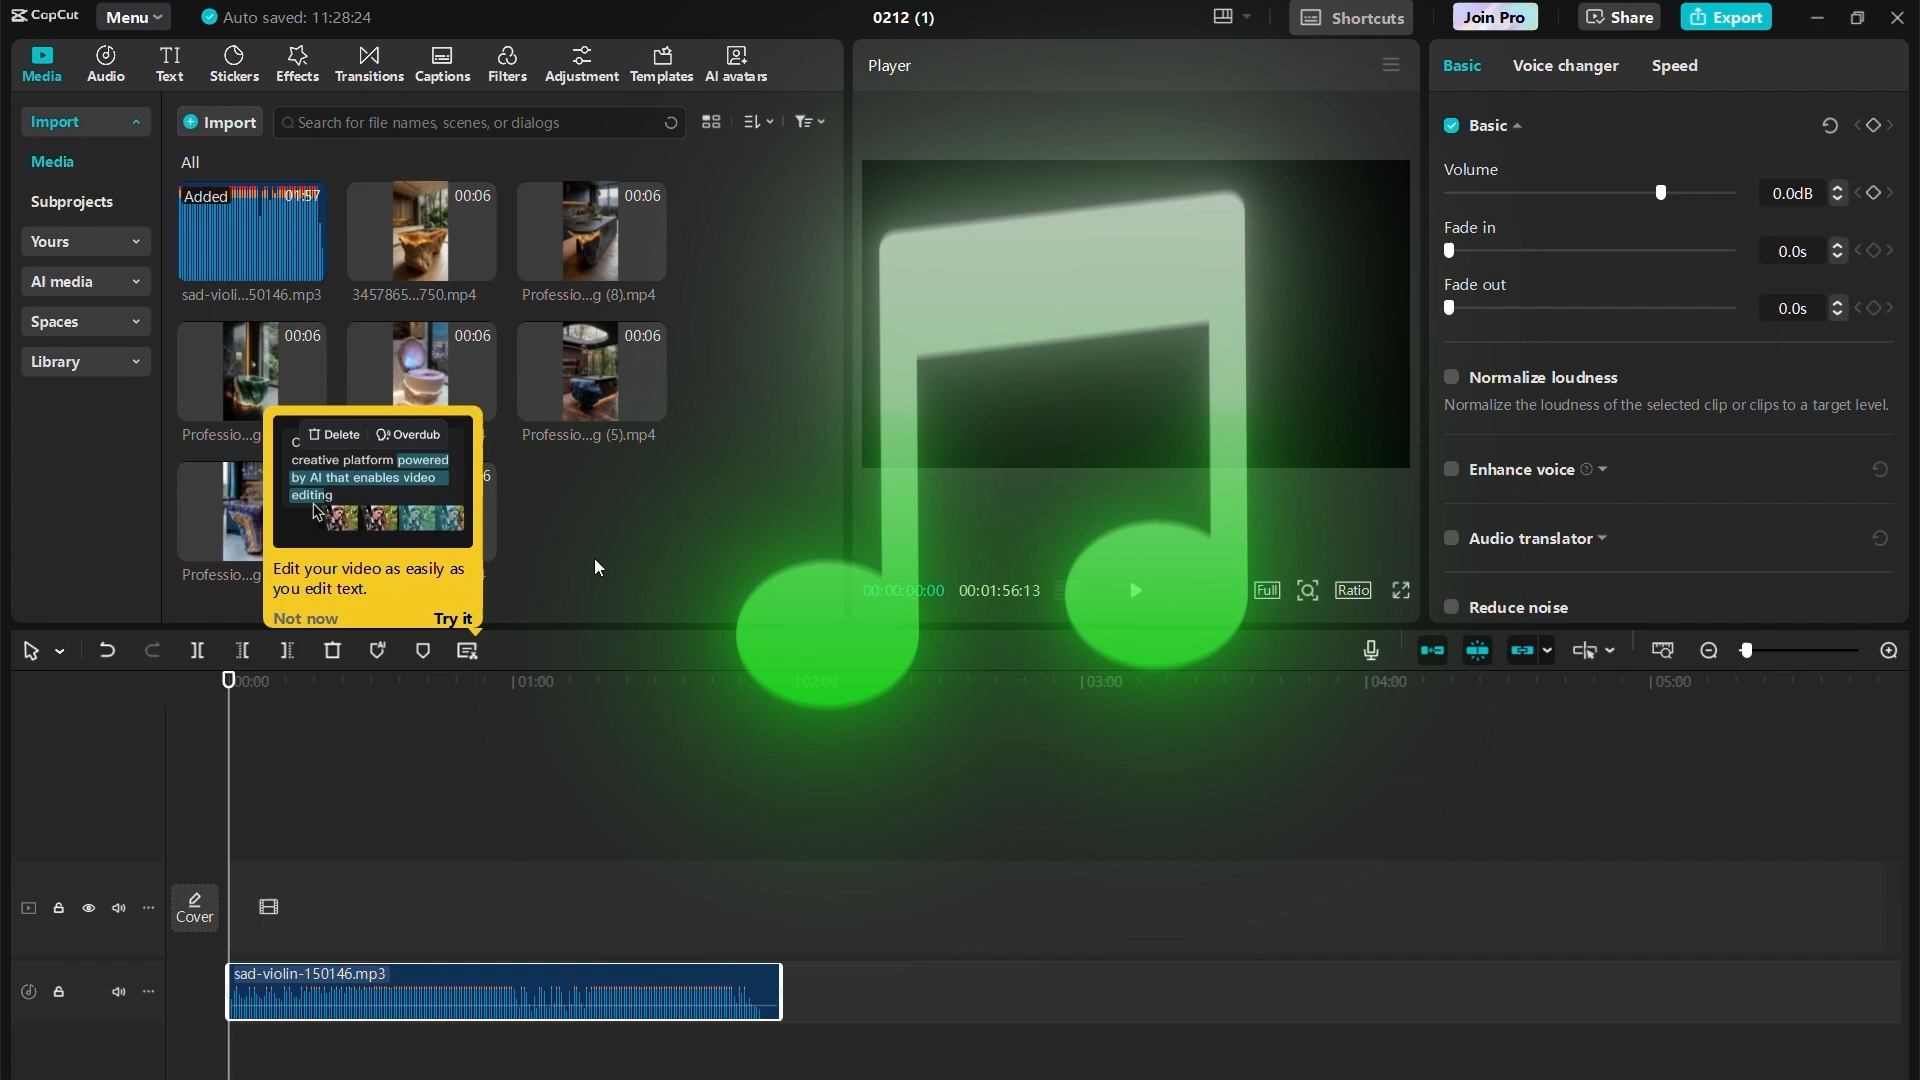 CapCut
Menu
Auto saved: 11:28:24
0212 (1)
Shortcuts
Join Pro
Share
Export
Media
Audio
Text
Stickers
Effects
Transitions
Captions
Filters
Adjustment
Templates
AI avatars
Player
Basic
Voice changer
Speed
Import
Media
Subprojects
Yours
AI media
Spaces
Library
Import
Search for file names, scenes, or dialogs
All
Added
01:57
00:06
00:06
sad-violi...50146.mp3
3457865...750.mp4
Professio...g (8).mp4
00:06
00:06
00:06
Professio...g
Professio...g (5).mp4
Professio...g
Delete
Overdub
creative platform powered
by AI that enables video
editing
Edit your video as easily as
you edit text.
Not now
Try it
00:00:00:00
00:01:56:13
Full
Ratio
Basic
Volume
0.0dB
Fade in
0.0s
Fade out
0.0s
Normalize loudness
Normalize the loudness of the selected clip or clips to a target level.
Enhance voice
Audio translator
Reduce noise
00:00
01:00
02:00
03:00
04:00
05:00
Cover
sad-violin-150146.mp3